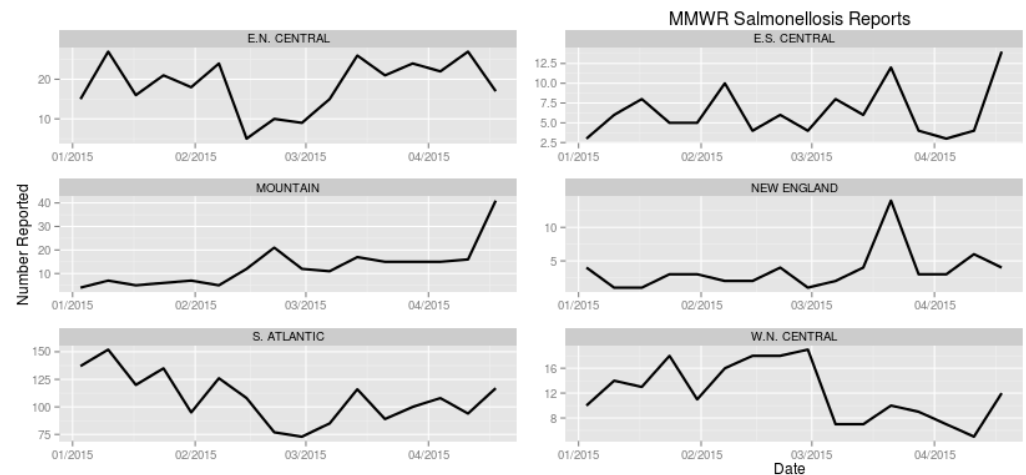 MMWR Salmonellosis Reports
E.N. CENTRAL
20
10
01/2015 02/2015 03/2015 04/2015
E.S. CENTRAL
12.5
10.0
7.5
5.0
2.5
01/2015 02/2015 03/2015 04/2015
Number Reported
MOUNTAIN
40
30
20
10
01/2015 02/2015 03/2015 04/2015
NEW ENGLAND
10
5
01/2015 02/2015 03/2015 04/2015
S. ATLANTIC
150
125
100
75
01/2015 02/2015 03/2015 04/2015
W.N. CENTRAL
16
12
8
01/2015 02/2015 03/2015 04/2015
Date